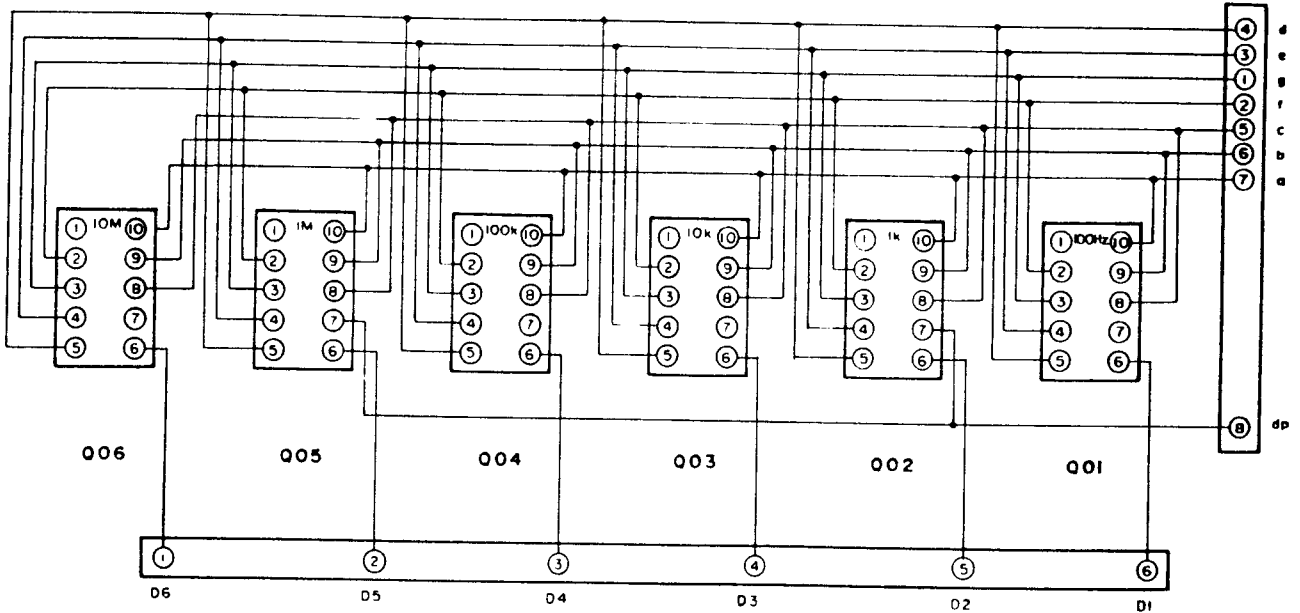 ④ d
③ e
① g
② f
⑤ c
⑥ b
⑦ a
① 10M ⑩
② ⑨
③ ⑧
④ ⑦
⑤ ⑥
① 1M ⑩
② ⑨
③ ⑧
④ ⑦
⑤ ⑥
① 100k ⑩
② ⑨
③ ⑧
④ ⑦
⑤ ⑥
① 10k ⑩
② ⑨
③ ⑧
④ ⑦
⑤ ⑥
① 1k ⑩
② ⑨
③ ⑧
④ ⑦
⑤ ⑥
① 100Hz ⑩
② ⑨
③ ⑧
④ ⑦
⑤ ⑥
⑧ dp
Q06 Q05 Q04 Q03 Q02 Q01
① ② ③ ④ ⑤ ⑥
D6 D5 D4 D3 D2 D1